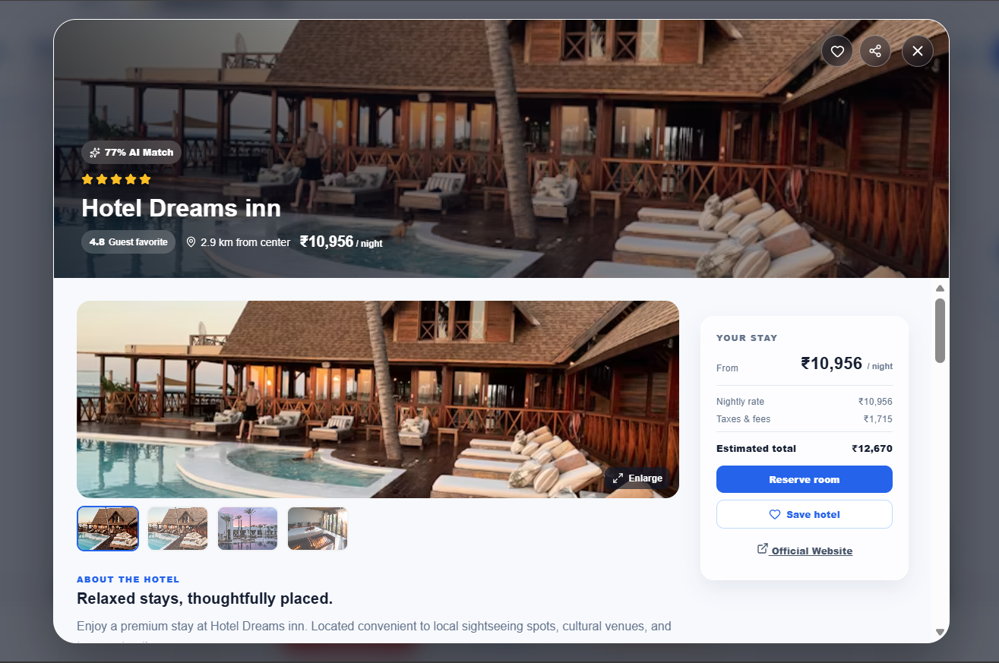 77% AI Match
Hotel Dreams inn
4.8 Guest favorite 2.9 km from center ₹10,956 / night
Enlarge
ABOUT THE HOTEL
Relaxed stays, thoughtfully placed.
Enjoy a premium stay at Hotel Dreams inn. Located convenient to local sightseeing spots, cultural venues, and
YOUR STAY
From ₹10,956 / night
Nightly rate ₹10,956
Taxes & fees ₹1,715
Estimated total ₹12,670
Reserve room
Save hotel
Official Website